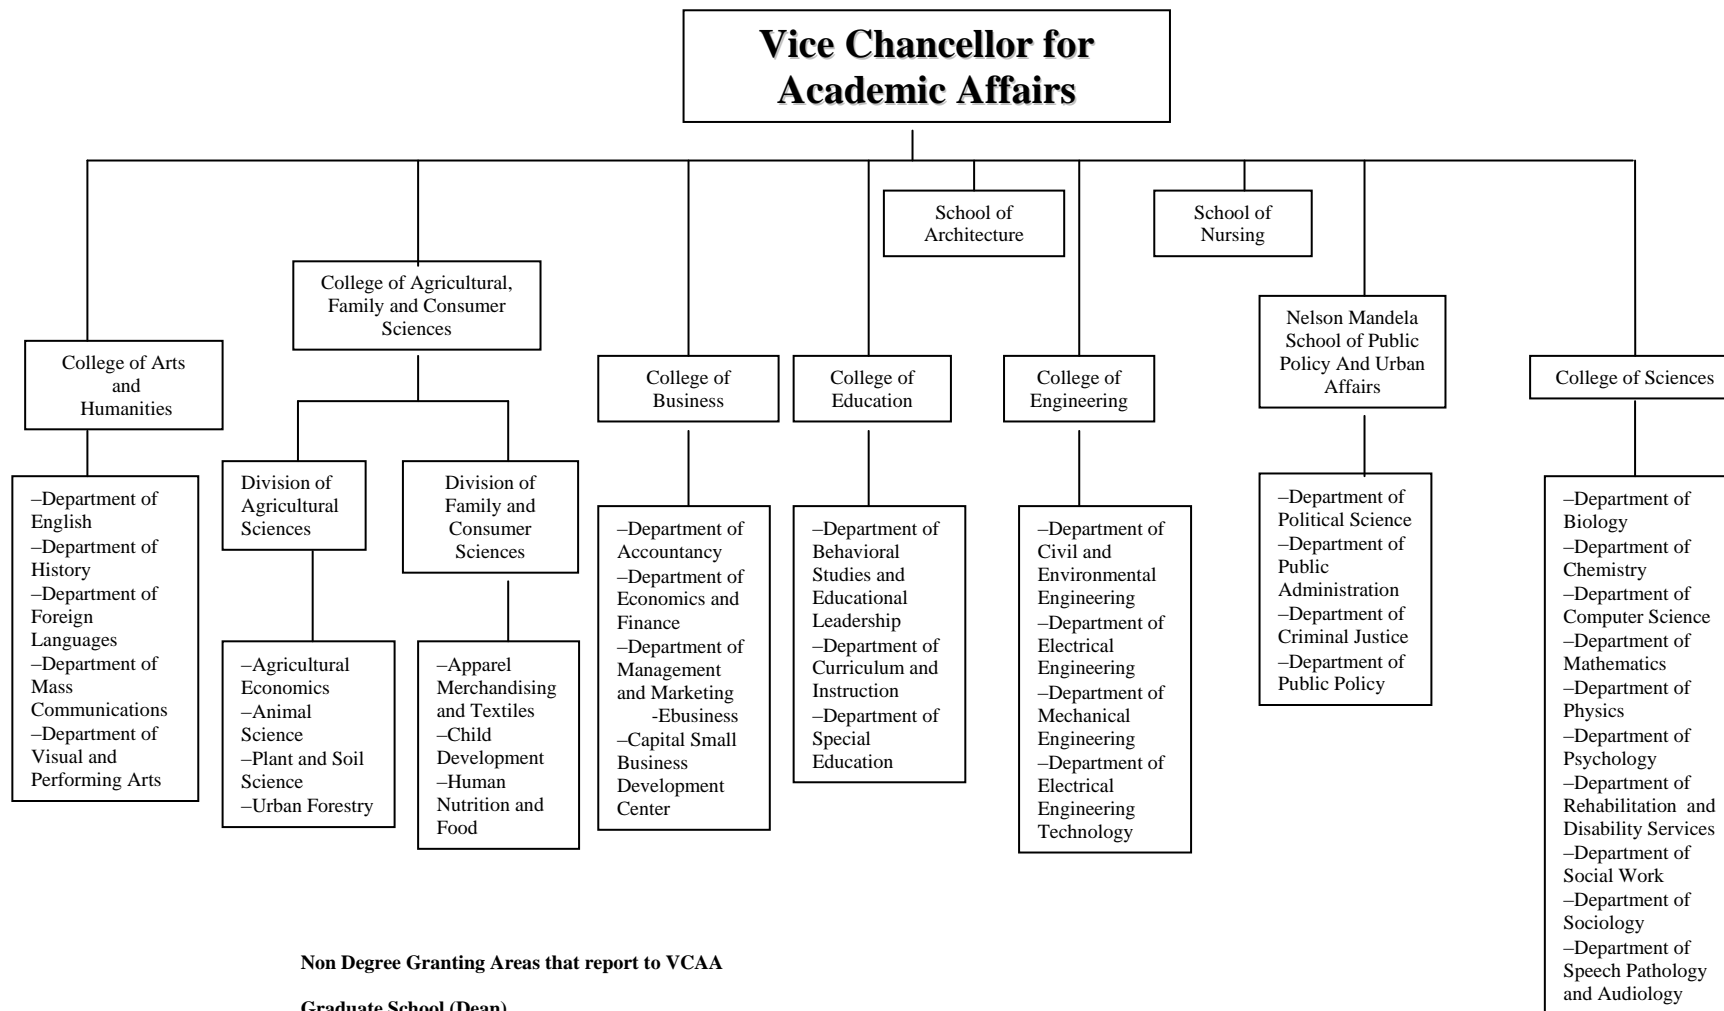 Vice Chancellor for
Academic Affairs
School of
Architecture
School of
Nursing
College of Agricultural,
Family and Consumer
Sciences
Nelson Mandela
School of Public
Policy And Urban
Affairs
College of Arts
and
Humanities
College of
Business
College of
Education
College of
Engineering
College of Sciences
Division of
Agricultural
Sciences
Division of
Family and
Consumer
Sciences
–Department of
English
–Department of
History
–Department of
Foreign
Languages
–Department of
Mass
Communications
–Department of
Visual and
Performing Arts
–Agricultural
Economics
–Animal
Science
–Plant and Soil
Science
–Urban Forestry
–Apparel
Merchandising
and Textiles
–Child
Development
–Human
Nutrition and
Food
–Department of
Accountancy
–Department of
Economics and
Finance
–Department of
Management
and Marketing
-Ebusiness
–Capital Small
Business
Development
Center
–Department of
Behavioral
Studies and
Educational
Leadership
–Department of
Curriculum and
Instruction
–Department of
Special
Education
–Department of
Civil and
Environmental
Engineering
–Department of
Electrical
Engineering
–Department of
Mechanical
Engineering
–Department of
Electrical
Engineering
Technology
–Department of
Political Science
–Department of
Public
Administration
–Department of
Criminal Justice
–Department of
Public Policy
–Department of
Biology
–Department of
Chemistry
–Department of
Computer Science
–Department of
Mathematics
–Department of
Physics
–Department of
Psychology
–Department of
Rehabilitation and
Disability Services
–Department of
Social Work
–Department of
Sociology
–Department of
Speech Pathology
and Audiology
Non Degree Granting Areas that report to VCAA
Graduate School (Dean)